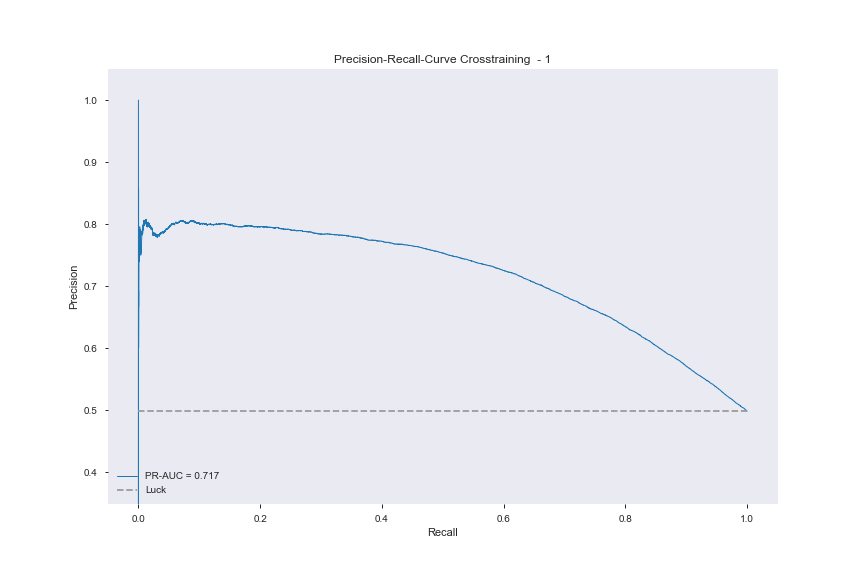 Precision-Recall-Curve Crosstraining  - 1
Precision
1.0
0.9
0.8
0.7
0.6
0.5
0.4
PR-AUC = 0.717
Luck
0.0 0.2 0.4 0.6 0.8 1.0
Recall